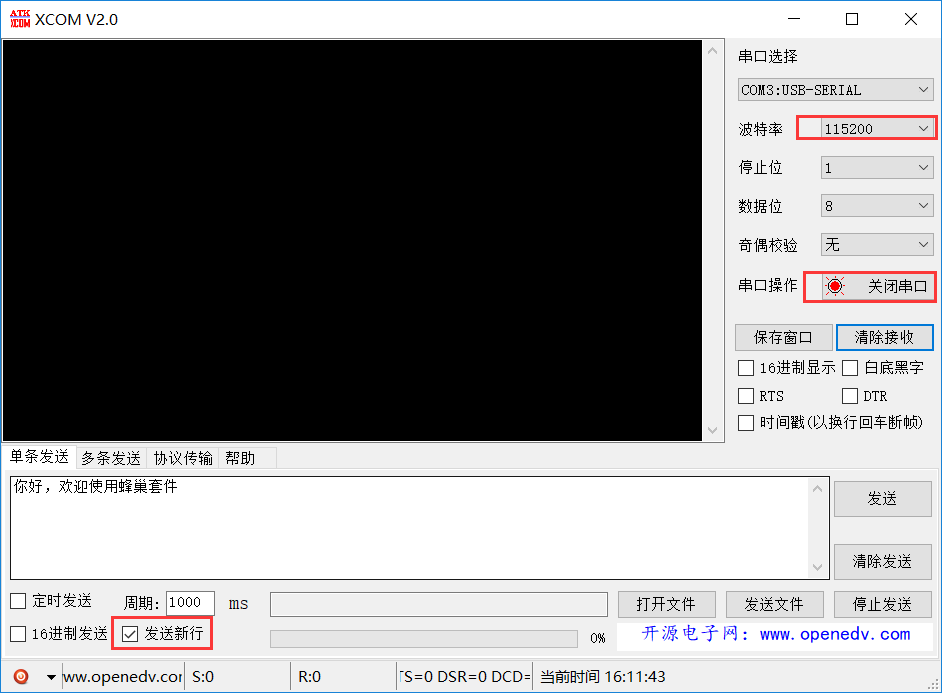 ATK XCOM XCOM V2.0
串口选择
COM3:USB-SERIAL
波特率 115200
停止位 1
数据位 8
奇偶校验 无
串口操作 关闭串口
保存窗口 清除接收
16进制显示 白底黑字
RTS DTR
时间戳(以换行回车断帧)
单条发送 多条发送 协议传输 帮助
你好，欢迎使用蜂巢套件
发送
清除发送
定时发送 周期: 1000 ms 打开文件 发送文件 停止发送
16进制发送 发送新行 0% 开源电子网：www.openedv.com
ww.openedv.cor S:0 R:0 TS=0 DSR=0 DCD= 当前时间 16:11:43